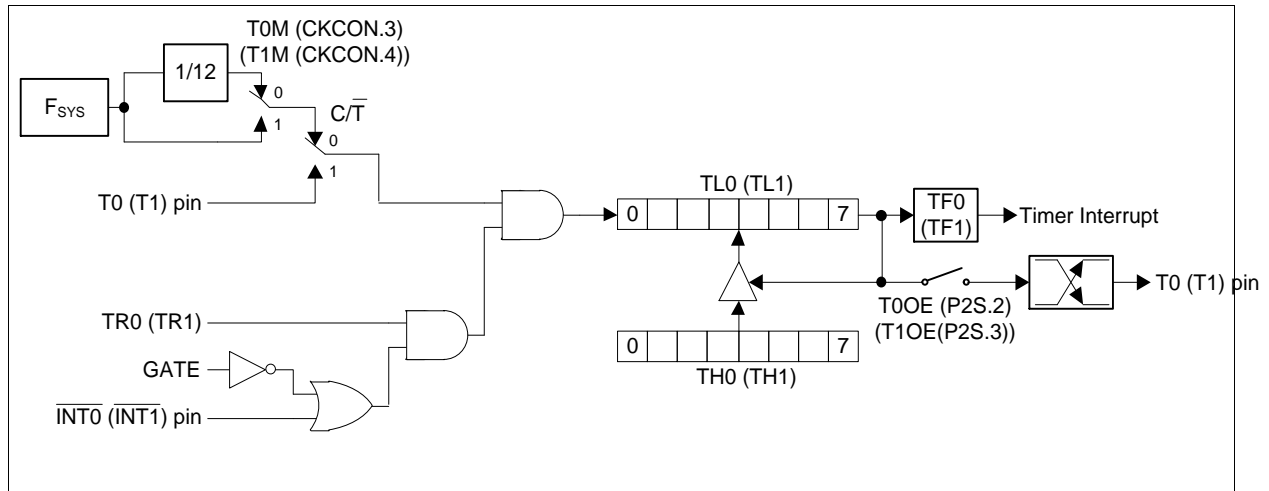 T0M (CKCON.3)
(T1M (CKCON.4))
1/12
FSYS
0
1
C/T̅
0
1
T0 (T1) pin
TL0 (TL1)
0 7
TF0
(TF1)
Timer Interrupt
T0OE (P2S.2)
(T1OE(P2S.3))
T0 (T1) pin
TR0 (TR1)
0 7
TH0 (TH1)
GATE
I̅N̅T̅0̅ (I̅N̅T̅1̅) pin